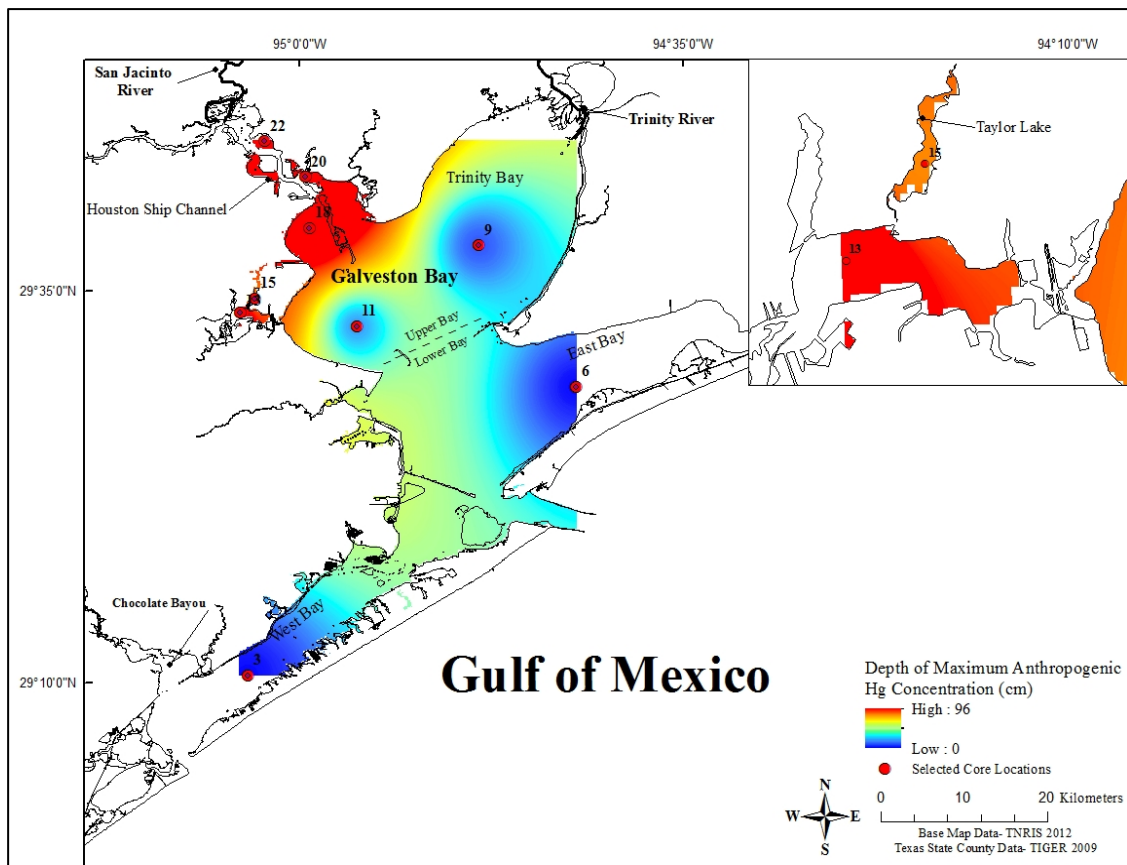 95°0'0"W
94°35'0"W
94°10'0"W
San Jacinto
River
22
Trinity River
Taylor Lake
15
20
Trinity Bay
Houston Ship Channel
18
9
13
Galveston Bay
29°35'0"N
15
11
Upper Bay
Lower Bay
East Bay
6
Chocolate Bayou
West Bay
3
29°10'0"N
Gulf of Mexico
Depth of Maximum Anthropogenic
Hg Concentration (cm)
High : 96
Low : 0
Selected Core Locations
N
W E
S
0 10 20 Kilometers
Base Map Data- TNRIS 2012
Texas State County Data- TIGER 2009